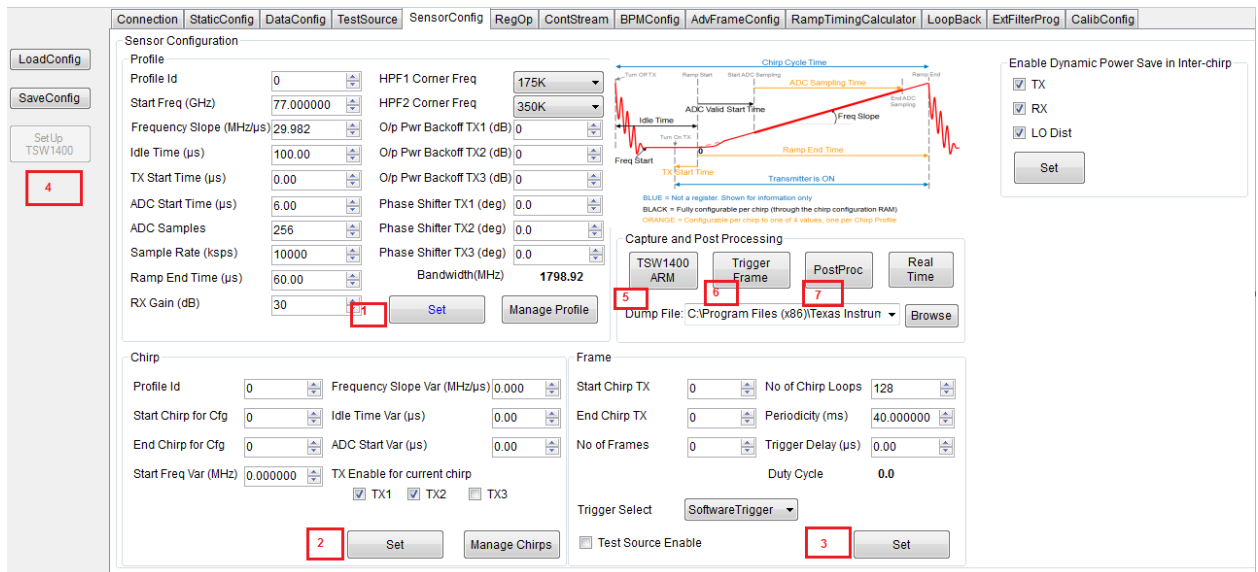 Connection StaticConfig DataConfig TestSource SensorConfig RegOp ContStream BPMConfig AdvFrameConfig RampTimingCalculator LoopBack ExtFilterProg CalibConfig
LoadConfig
SaveConfig
SetUp
TSW1400
4
Sensor Configuration
Profile
Profile Id 0 HPF1 Corner Freq 175K
Start Freq (GHz) 77.000000 HPF2 Corner Freq 350K
Frequency Slope (MHz/µs) 29.982 O/p Pwr Backoff TX1 (dB) 0
Idle Time (µs) 100.00 O/p Pwr Backoff TX2 (dB) 0
TX Start Time (µs) 0.00 O/p Pwr Backoff TX3 (dB) 0
ADC Start Time (µs) 6.00 Phase Shifter TX1 (deg) 0.0
ADC Samples 256 Phase Shifter TX2 (deg) 0.0
Sample Rate (ksps) 10000 Phase Shifter TX3 (deg) 0.0
Ramp End Time (µs) 60.00 Bandwidth(MHz) 1798.92
RX Gain (dB) 30 1 Set Manage Profile
Chirp Cycle Time
Turn Off TX Ramp Start Start ADC Sampling Ramp End
ADC Sampling Time
End ADC
Sampling
ADC Valid Start Time
Idle Time
Freq Slope
Turn On TX
0
Ramp End Time
Freq Start
TX Start Time
Transmitter is ON
BLUE = Not a register. Shown for information only
BLACK = Fully configurable per chirp (through the chirp configuration RAM)
ORANGE = Configurable per chirp to one of 4 values, one per Chirp Profile
Capture and Post Processing
TSW1400
ARM
Trigger
Frame
PostProc
Real
Time
5 6 7
Dump File: C:\Program Files (x86)\Texas Instrun Browse
Enable Dynamic Power Save in Inter-chirp
TX
RX
LO Dist
Set
Chirp
Profile Id 0 Frequency Slope Var (MHz/µs) 0.000
Start Chirp for Cfg 0 Idle Time Var (µs) 0.00
End Chirp for Cfg 0 ADC Start Var (µs) 0.00
Start Freq Var (MHz) 0.000000 TX Enable for current chirp
TX1 TX2 TX3
2 Set Manage Chirps
Frame
Start Chirp TX 0 No of Chirp Loops 128
End Chirp TX 0 Periodicity (ms) 40.000000
No of Frames 0 Trigger Delay (µs) 0.00
Duty Cycle 0.0
Trigger Select SoftwareTrigger
Test Source Enable 3 Set